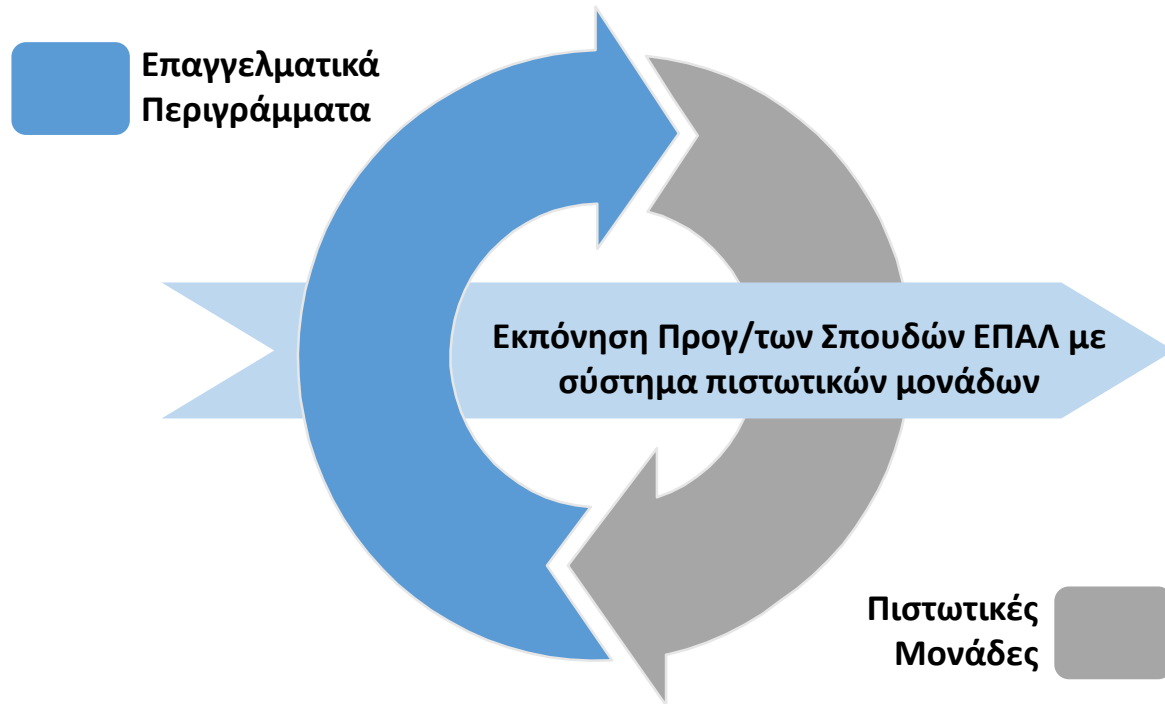 Επαγγελματικά
Περιγράμματα
Εκπόνηση Προγ/των Σπουδών ΕΠΑΛ με
σύστημα πιστωτικών μονάδων
Πιστωτικές
Μονάδες